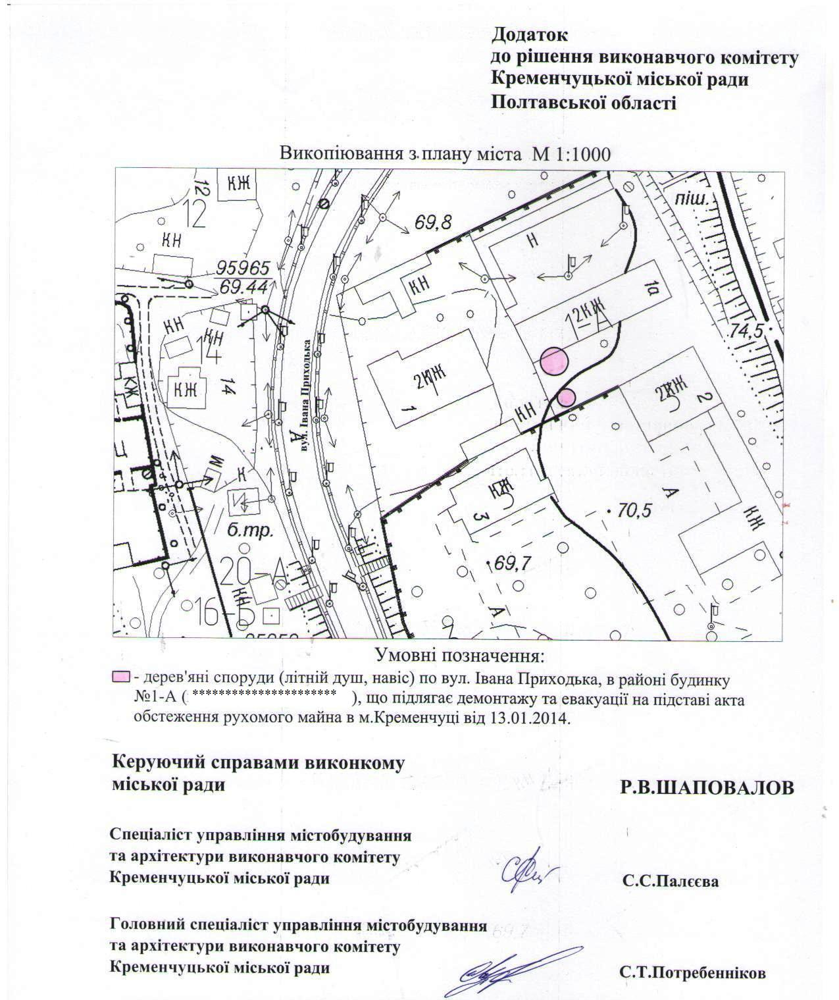 Додаток
до рішення виконавчого комітету
Кременчуцької міської ради
Полтавської області
Викопіювання з плану міста М 1:1000
12
КЖ
12
КН
69,8
95965
69.44
КН
Н
піш.
1а
2КЖ
1-А
74,5
КН
КН
14
КЖ
14
КЖ
вул. Івана Приходька
А
2КЖ
1
1
2КЖ
2
КН
М
К
б.тр.
КЖ
3
А
70,5
КЖ
69,7
20-А
КН
16-Б
А
Умовні позначення:
- дерев'яні споруди (літній душ, навіс) по вул. Івана Приходька, в районі будинку
№1-А ( ********************** ), що підлягає демонтажу та евакуації на підставі акта
обстеження рухомого майна в м.Кременчуці від 13.01.2014.
Керуючий справами виконкому
міської ради Р.В.ШАПОВАЛОВ
Спеціаліст управління містобудування
та архітектури виконавчого комітету
Кременчуцької міської ради С.С.Палєєва
Головний спеціаліст управління містобудування
та архітектури виконавчого комітету
Кременчуцької міської ради С.Т.Потребенніков